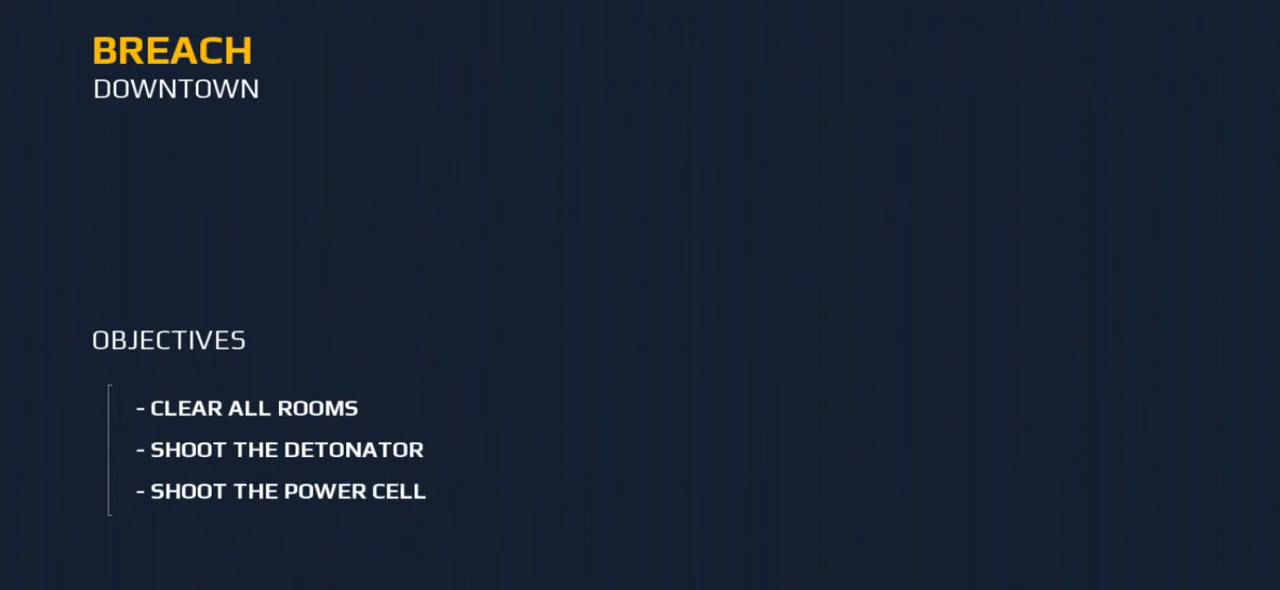 BREACH
DOWNTOWN
OBJECTIVES
- CLEAR ALL ROOMS
- SHOOT THE DETONATOR
- SHOOT THE POWER CELL